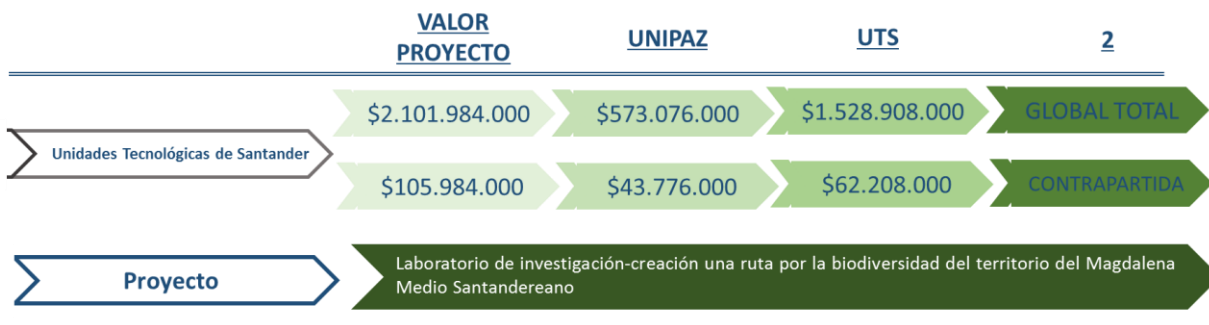 VALOR
PROYECTO
UNIPAZ
UTS
2
$2.101.984.000
$573.076.000
$1.528.908.000
GLOBAL TOTAL
Unidades Tecnológicas de Santander
$105.984.000
$43.776.000
$62.208.000
CONTRAPARTIDA
Proyecto
Laboratorio de investigación-creación una ruta por la biodiversidad del territorio del Magdalena
Medio Santandereano